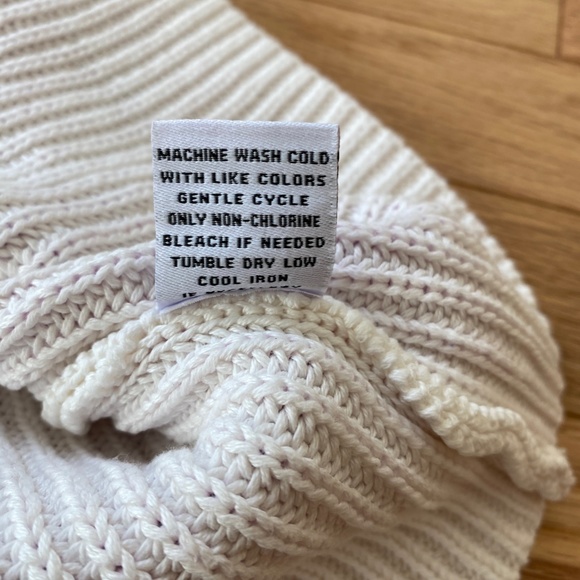 MACHINE WASH COLD
WITH LIKE COLORS
GENTLE CYCLE
ONLY NON-CHLORINE
BLEACH IF NEEDED
TUMBLE DRY LOW
COOL IRON
IF